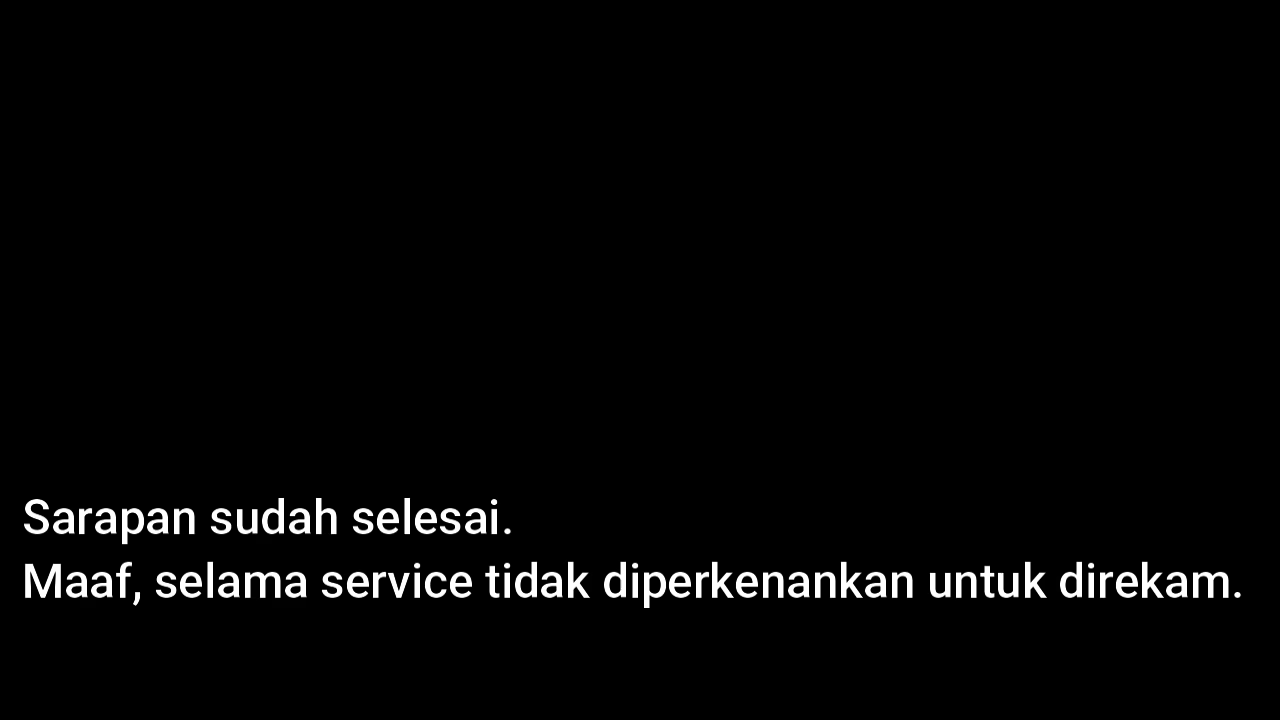 Sarapan sudah selesai.
Maaf, selama service tidak diperkenankan untuk direkam.